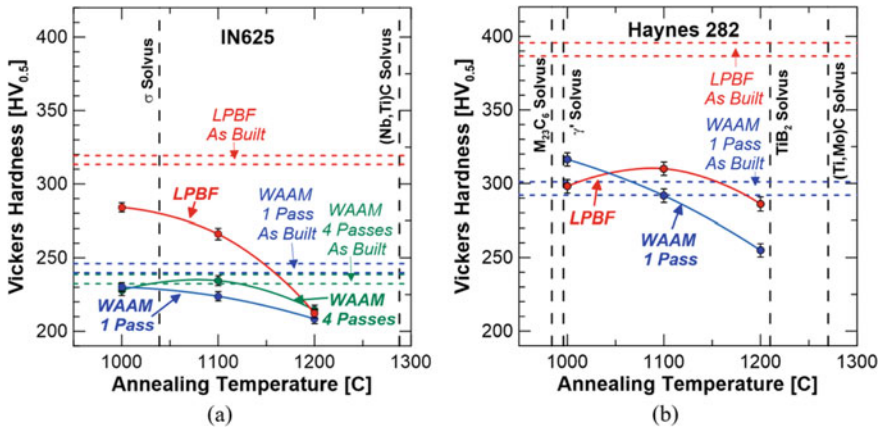 IN625
Vickers Hardness [HV0.5]
400
350
300
250
200
σ Solvus
(Nb,Ti)C Solvus
LPBF
As Built
LPBF
WAAM
1 Pass
As Built
WAAM
4 Passes
As Built
WAAM
1 Pass
WAAM
4 Passes
1000 1100 1200 1300
Annealing Temperature [C]
(a)
Haynes 282
Vickers Hardness [HV0.5]
400
350
300
250
200
M23C6 Solvus
γ' Solvus
TiB2 Solvus
(Ti,Mo)C Solvus
LPBF
As Built
WAAM
1 Pass
As Built
LPBF
WAAM
1 Pass
1000 1100 1200 1300
Annealing Temperature [C]
(b)